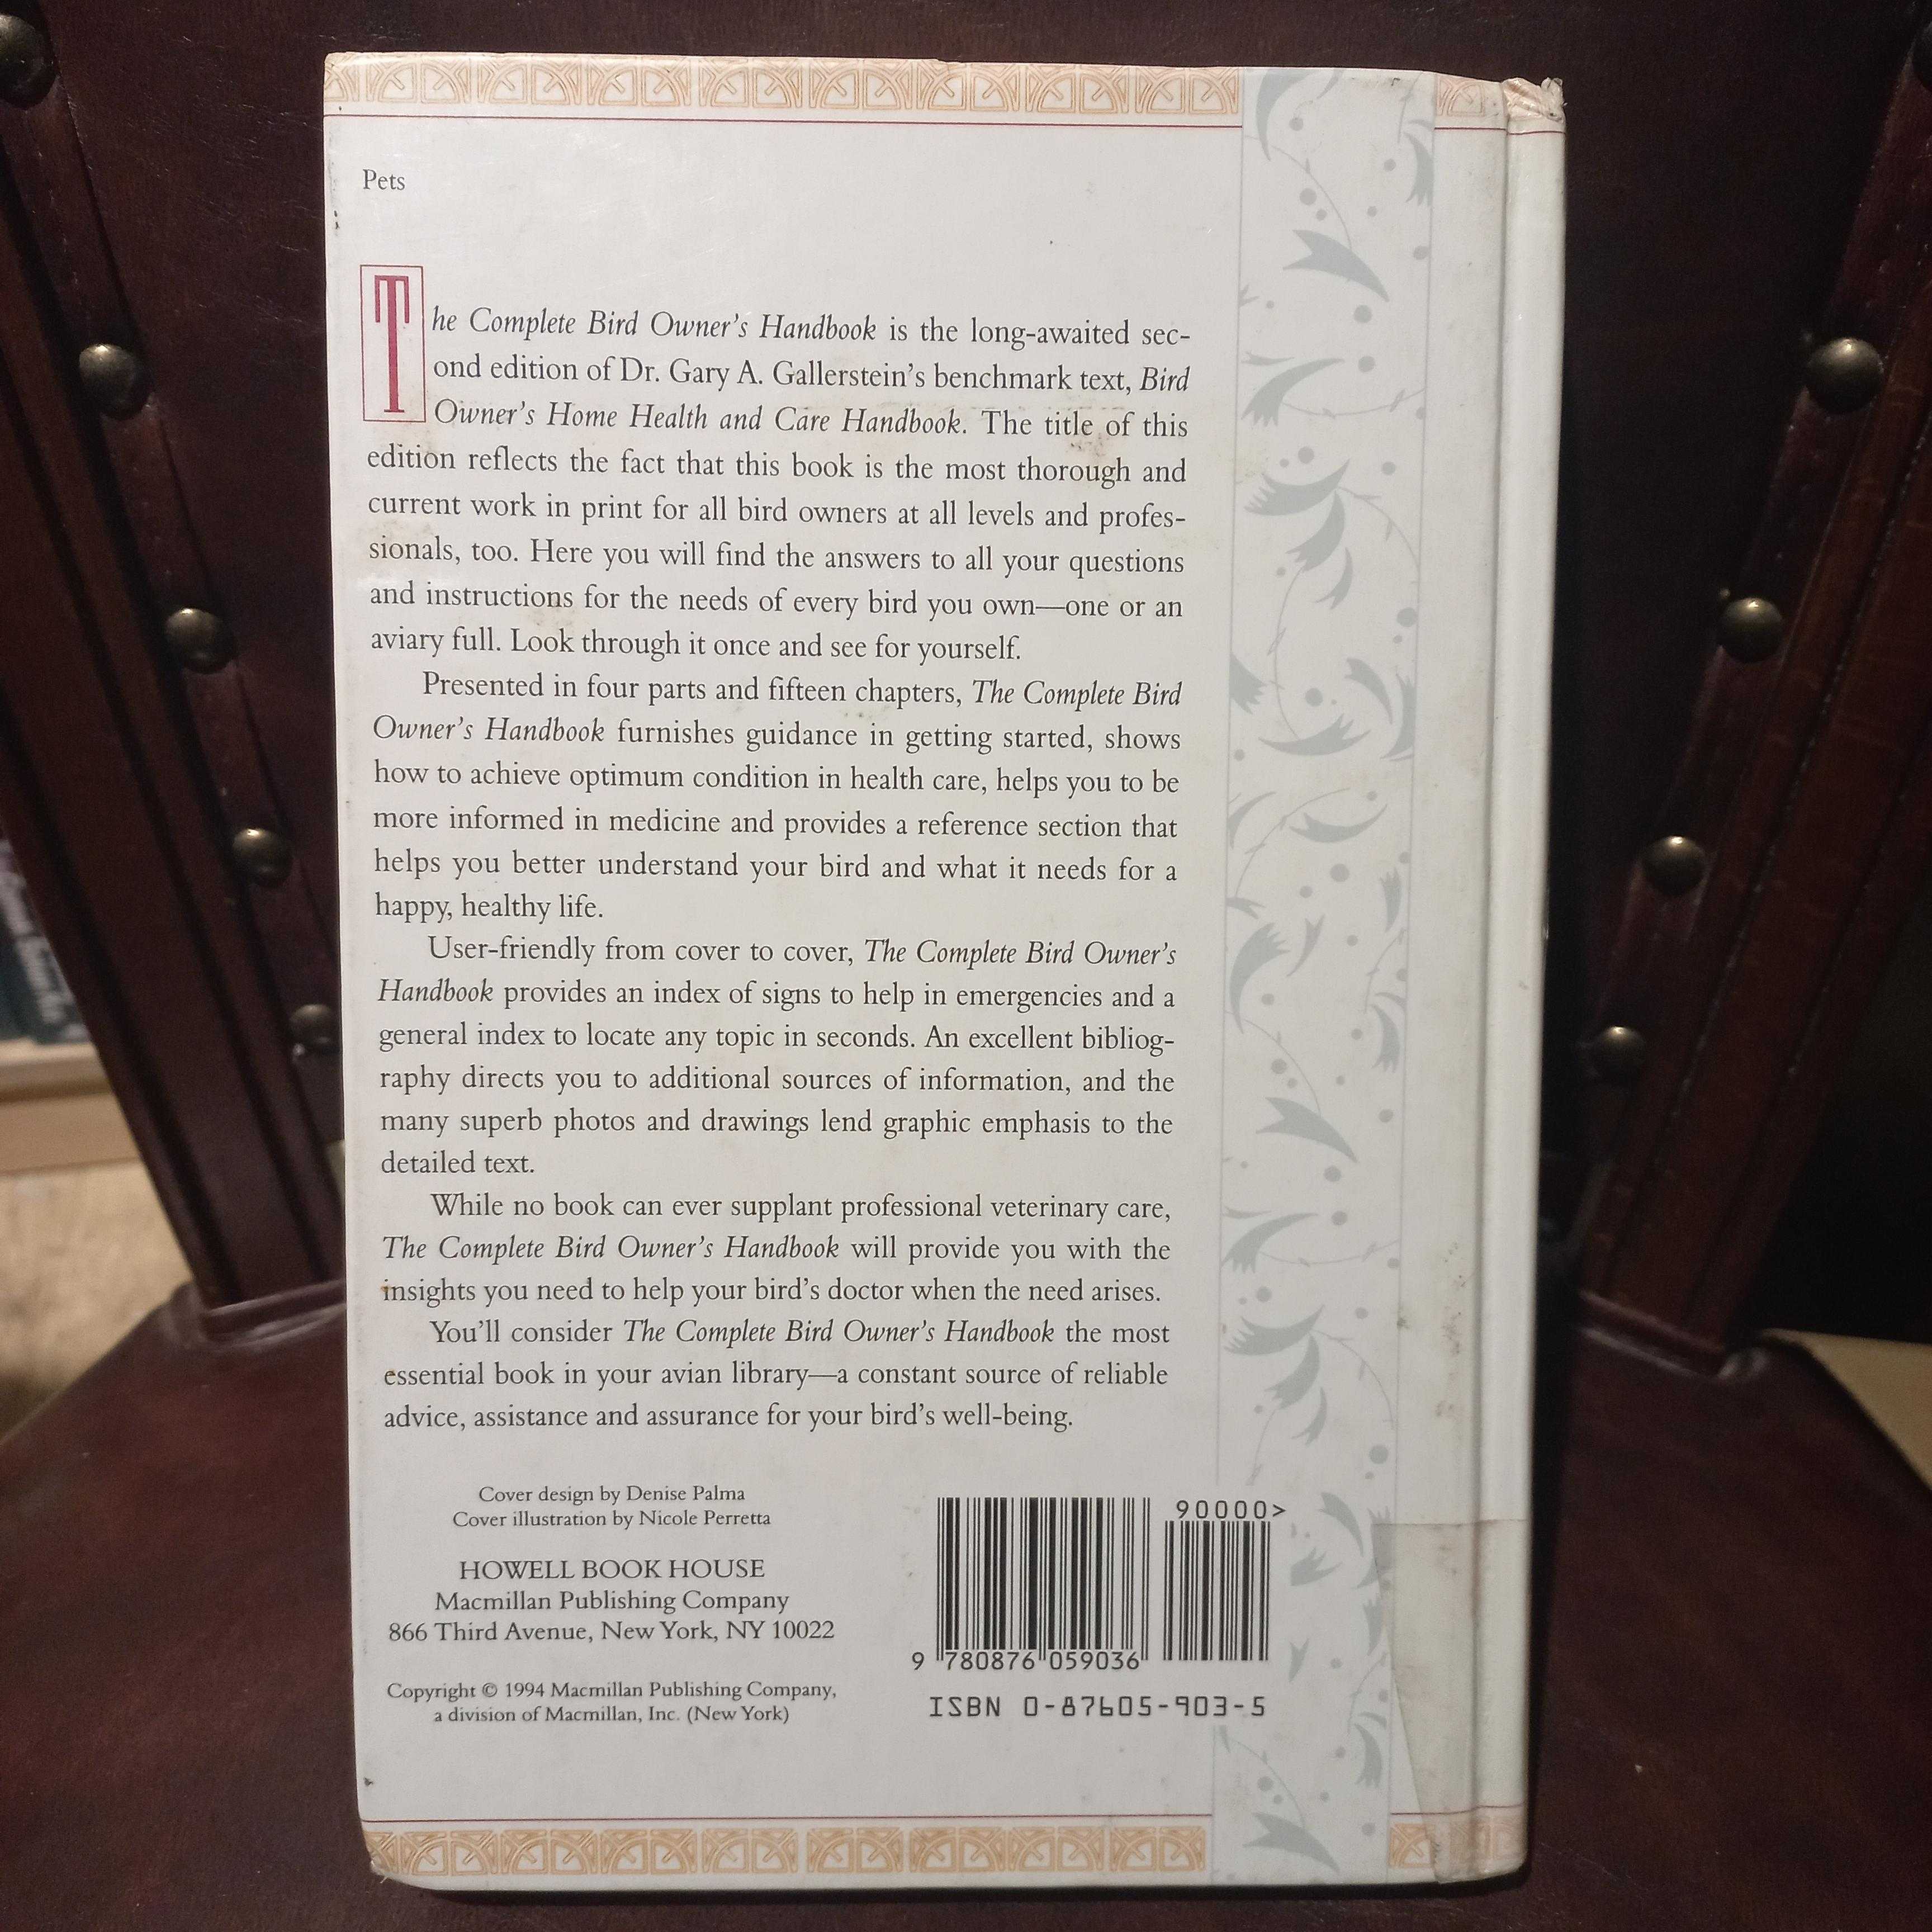 Pets
The Complete Bird Owner's Handbook is the long-awaited sec-
ond edition of Dr. Gary A. Gallerstein's benchmark text, Bird
Owner's Home Health and Care Handbook. The title of this
edition reflects the fact that this book is the most thorough and
current work in print for all bird owners at all levels and profes-
sionals, too. Here you will find the answers to all your questions
and instructions for the needs of every bird you own—one or an
aviary full. Look through it once and see for yourself.
Presented in four parts and fifteen chapters, The Complete Bird
Owner's Handbook furnishes guidance in getting started, shows
how to achieve optimum condition in health care, helps you to be
more informed in medicine and provides a reference section that
helps you better understand your bird and what it needs for a
happy, healthy life.
User-friendly from cover to cover, The Complete Bird Owner's
Handbook provides an index of signs to help in emergencies and a
general index to locate any topic in seconds. An excellent bibliog-
raphy directs you to additional sources of information, and the
many superb photos and drawings lend graphic emphasis to the
detailed text.
While no book can ever supplant professional veterinary care,
The Complete Bird Owner's Handbook will provide you with the
insights you need to help your bird's doctor when the need arises.
You'll consider The Complete Bird Owner's Handbook the most
essential book in your avian library—a constant source of reliable
advice, assistance and assurance for your bird's well-being.
Cover design by Denise Palma
Cover illustration by Nicole Perretta
HOWELL BOOK HOUSE
Macmillan Publishing Company
866 Third Avenue, New York, NY 10022
Copyright © 1994 Macmillan Publishing Company,
a division of Macmillan, Inc. (New York)
90000>
9 780876 059036
ISBN 0-87605-903-5